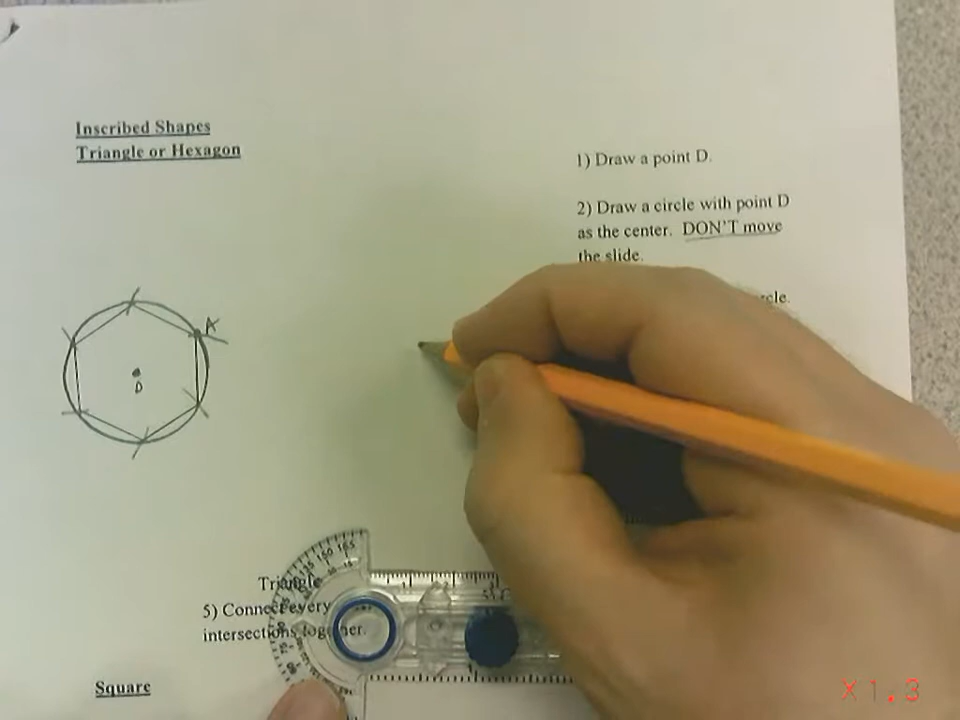 Inscribed Shapes
Triangle or Hexagon
1) Draw a point D.
2) Draw a circle with point D
as the center. DON'T move
the slide.
A
D
Triangle
5) Connect every
intersections together.
Square
X1.3